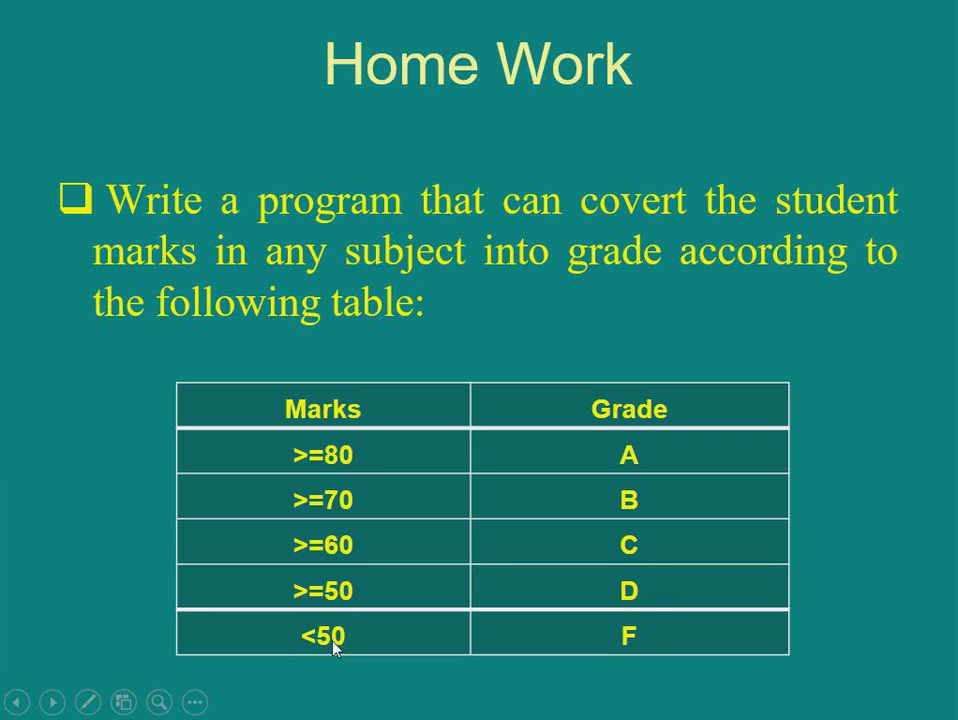 Home Work
Write a program that can covert the student
marks in any subject into grade according to
the following table:
Marks Grade
>=80 A
>=70 B
>=60 C
>=50 D
<50 F